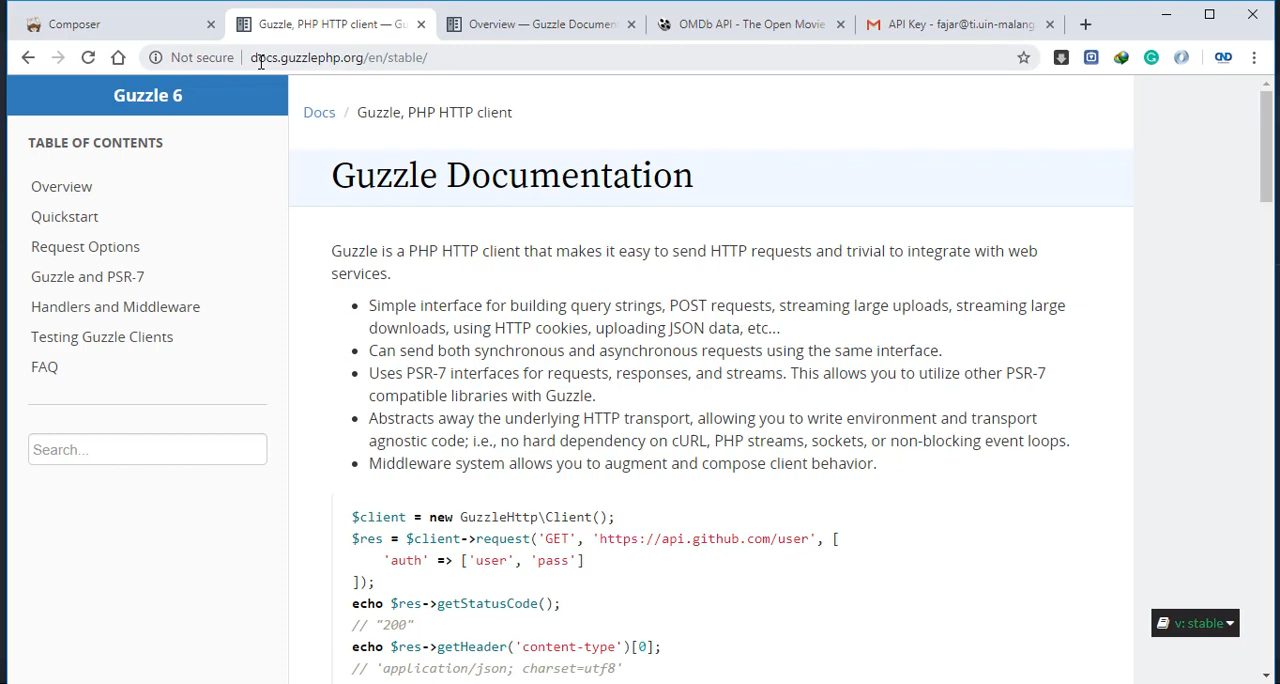 Composer
Guzzle, PHP HTTP client — Gu
Overview — Guzzle Documen
OMDb API - The Open Movie
API Key - fajar@ti.uin-malang
Not secure
docs.guzzlephp.org/en/stable/
Guzzle 6
TABLE OF CONTENTS
Overview
Quickstart
Request Options
Guzzle and PSR-7
Handlers and Middleware
Testing Guzzle Clients
FAQ
Search...
Docs / Guzzle, PHP HTTP client
Guzzle Documentation
Guzzle is a PHP HTTP client that makes it easy to send HTTP requests and trivial to integrate with web
services.
• Simple interface for building query strings, POST requests, streaming large uploads, streaming large
downloads, using HTTP cookies, uploading JSON data, etc...
• Can send both synchronous and asynchronous requests using the same interface.
• Uses PSR-7 interfaces for requests, responses, and streams. This allows you to utilize other PSR-7
compatible libraries with Guzzle.
• Abstracts away the underlying HTTP transport, allowing you to write environment and transport
agnostic code; i.e., no hard dependency on cURL, PHP streams, sockets, or non-blocking event loops.
• Middleware system allows you to augment and compose client behavior.
$client = new GuzzleHttp\Client();
$res = $client->request('GET', 'https://api.github.com/user', [
    'auth' => ['user', 'pass']
]);
echo $res->getStatusCode();
// "200"
echo $res->getHeader('content-type')[0];
// 'application/json; charset=utf8'
v: stable